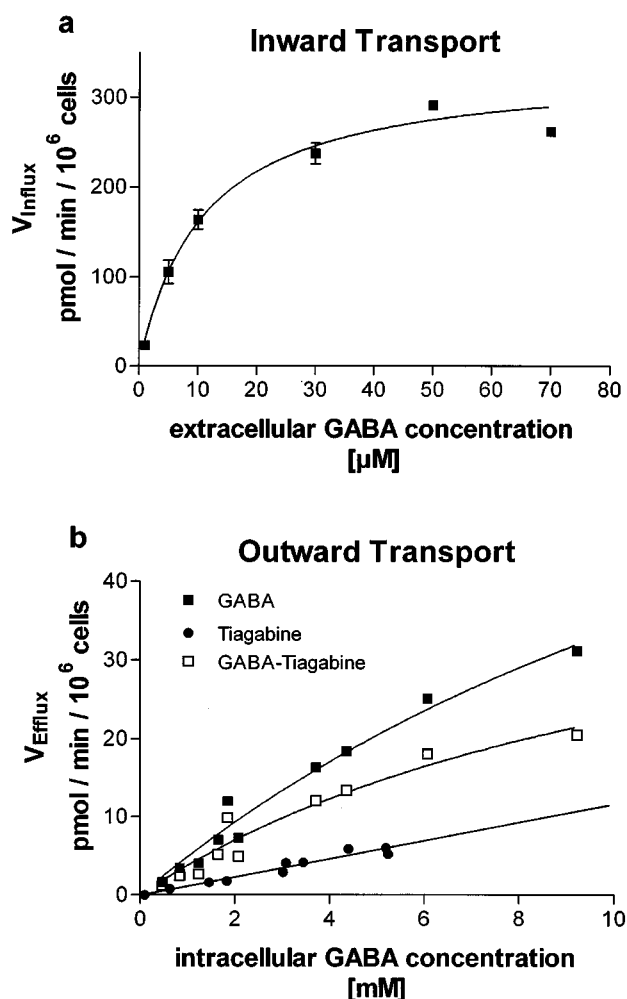 a
Inward Transport
V_Influx
pmol / min / 10^6 cells
300
200
100
0
0 10 20 30 40 50 60 70 80
extracellular GABA concentration
[µM]
b
Outward Transport
GABA
Tiagabine
GABA-Tiagabine
V_Efflux
pmol / min / 10^6 cells
40
30
20
10
0
0 2 4 6 8 10
intracellular GABA concentration
[mM]